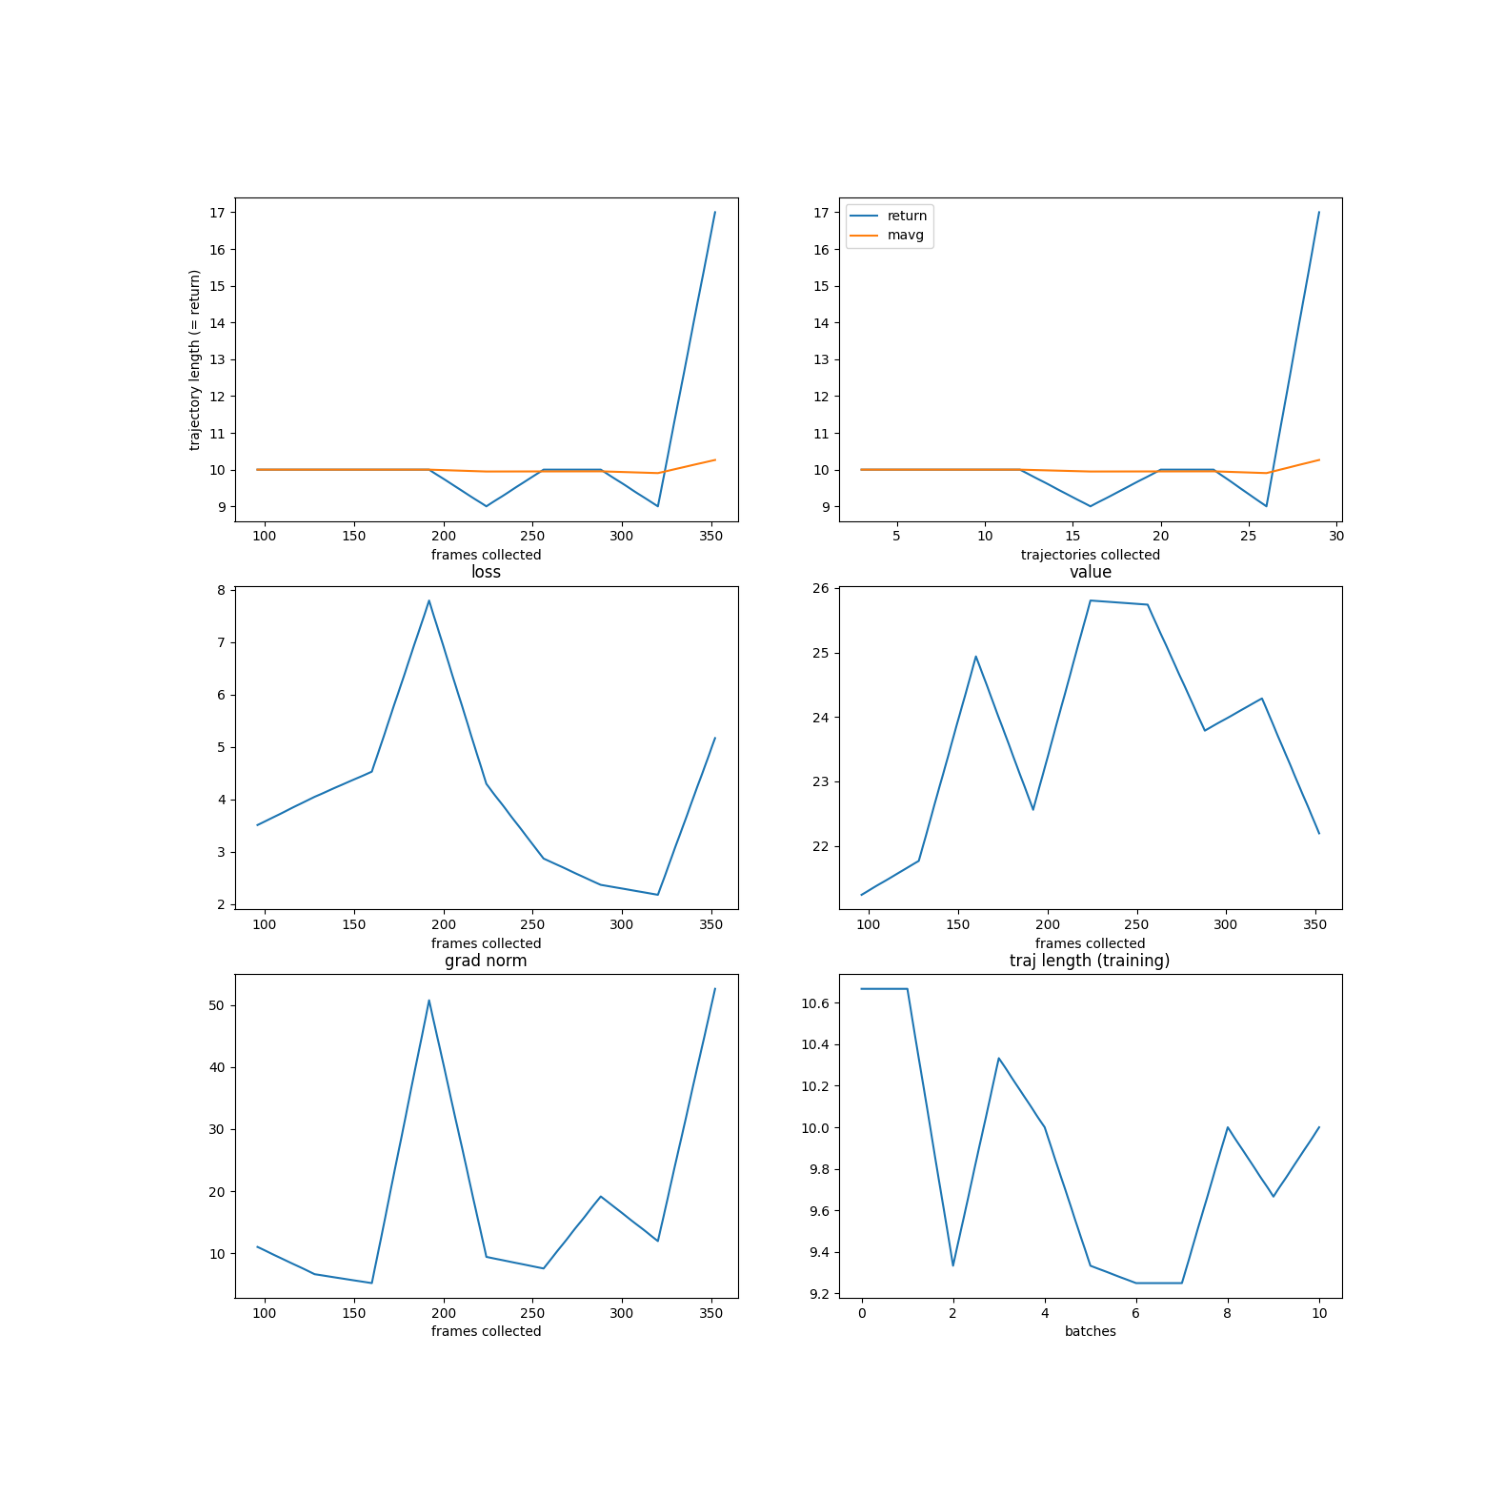 trajectory length (= return)
17
16
15
14
13
12
11
10
9
100 150 200 250 300 350
frames collected
return
mavg
17
16
15
14
13
12
11
10
9
5 10 15 20 25 30
trajectories collected
loss
8
7
6
5
4
3
2
100 150 200 250 300 350
frames collected
value
26
25
24
23
22
100 150 200 250 300 350
frames collected
grad norm
50
40
30
20
10
100 150 200 250 300 350
frames collected
traj length (training)
10.6
10.4
10.2
10.0
9.8
9.6
9.4
9.2
0 2 4 6 8 10
batches